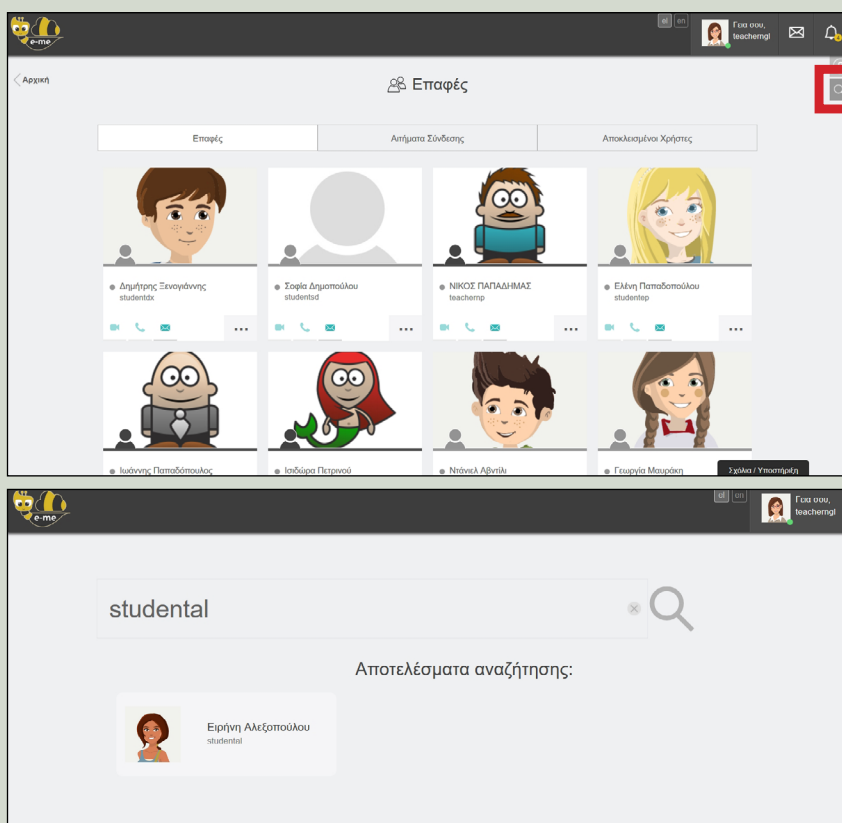 e-me
el en
Γεια σου,
teacherngl
Αρχική
Επαφές
Επαφές
Αιτήματα Σύνδεσης
Αποκλεισμένοι Χρήστες
Δημήτρης Ξενογιάννης
studentdx
Σοφία Δημοπούλου
studentsd
ΝΙΚΟΣ ΠΑΠΑΔΗΜΑΣ
teachernp
Ελένη Παπαδοπούλου
studentep
Ιωάννης Παπαδόπουλος
Ισιδώρα Πετρινού
Ντάνιελ Αβντίλι
Γεωργία Μαυράκη
Σχόλια / Υποστήριξη
e-me
el en
Γεια σου,
teacherngl
studental
Αποτελέσματα αναζήτησης:
Ειρήνη Αλεξοπούλου
studental